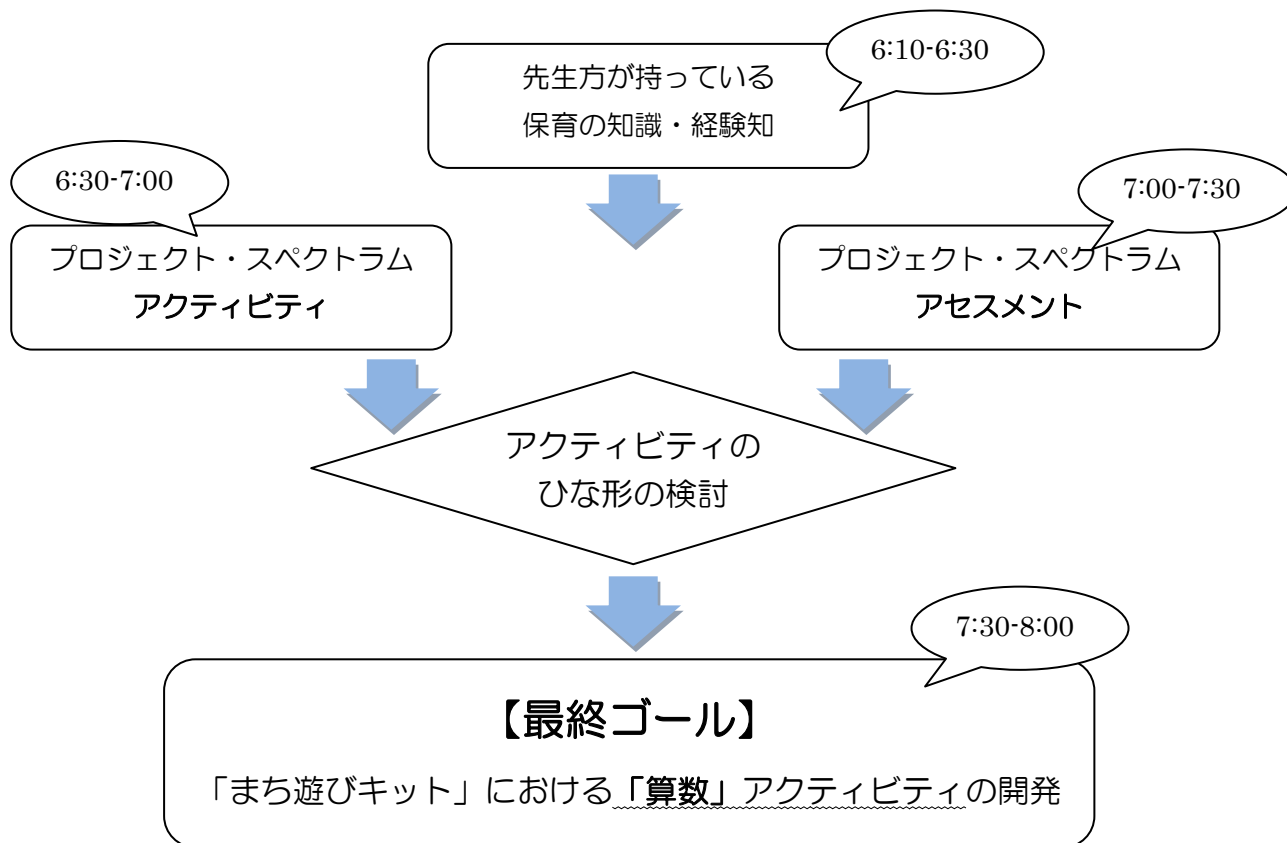 6:10-6:30
先生方が持っている
保育の知識・経験知
6:30-7:00
プロジェクト・スペクトラム
アクティビティ
7:00-7:30
プロジェクト・スペクトラム
アセスメント
アクティビティの
ひな形の検討
7:30-8:00
【最終ゴール】
「まち遊びキット」における「算数」アクティビティの開発